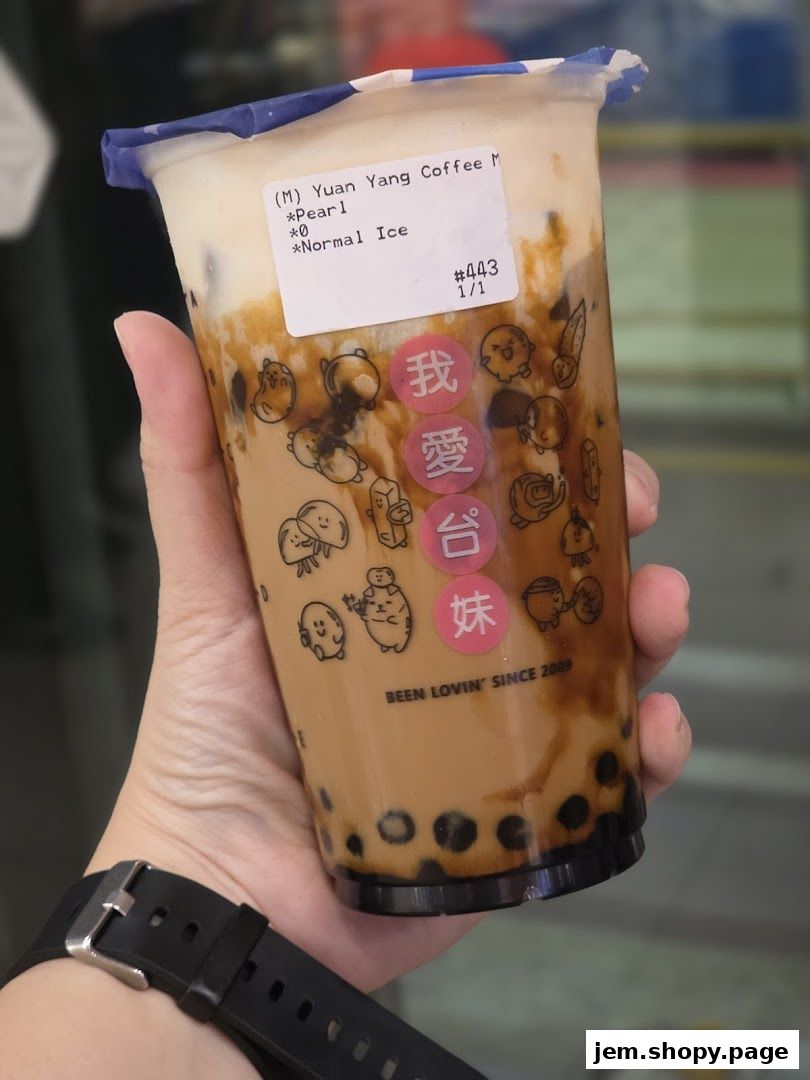 (M) Yuan Yang Coffee M
*Pearl
*0
*Normal Ice
#443
1/1
我
愛
台
妹
BEEN LOVIN' SINCE 2009
jem.shopy.page